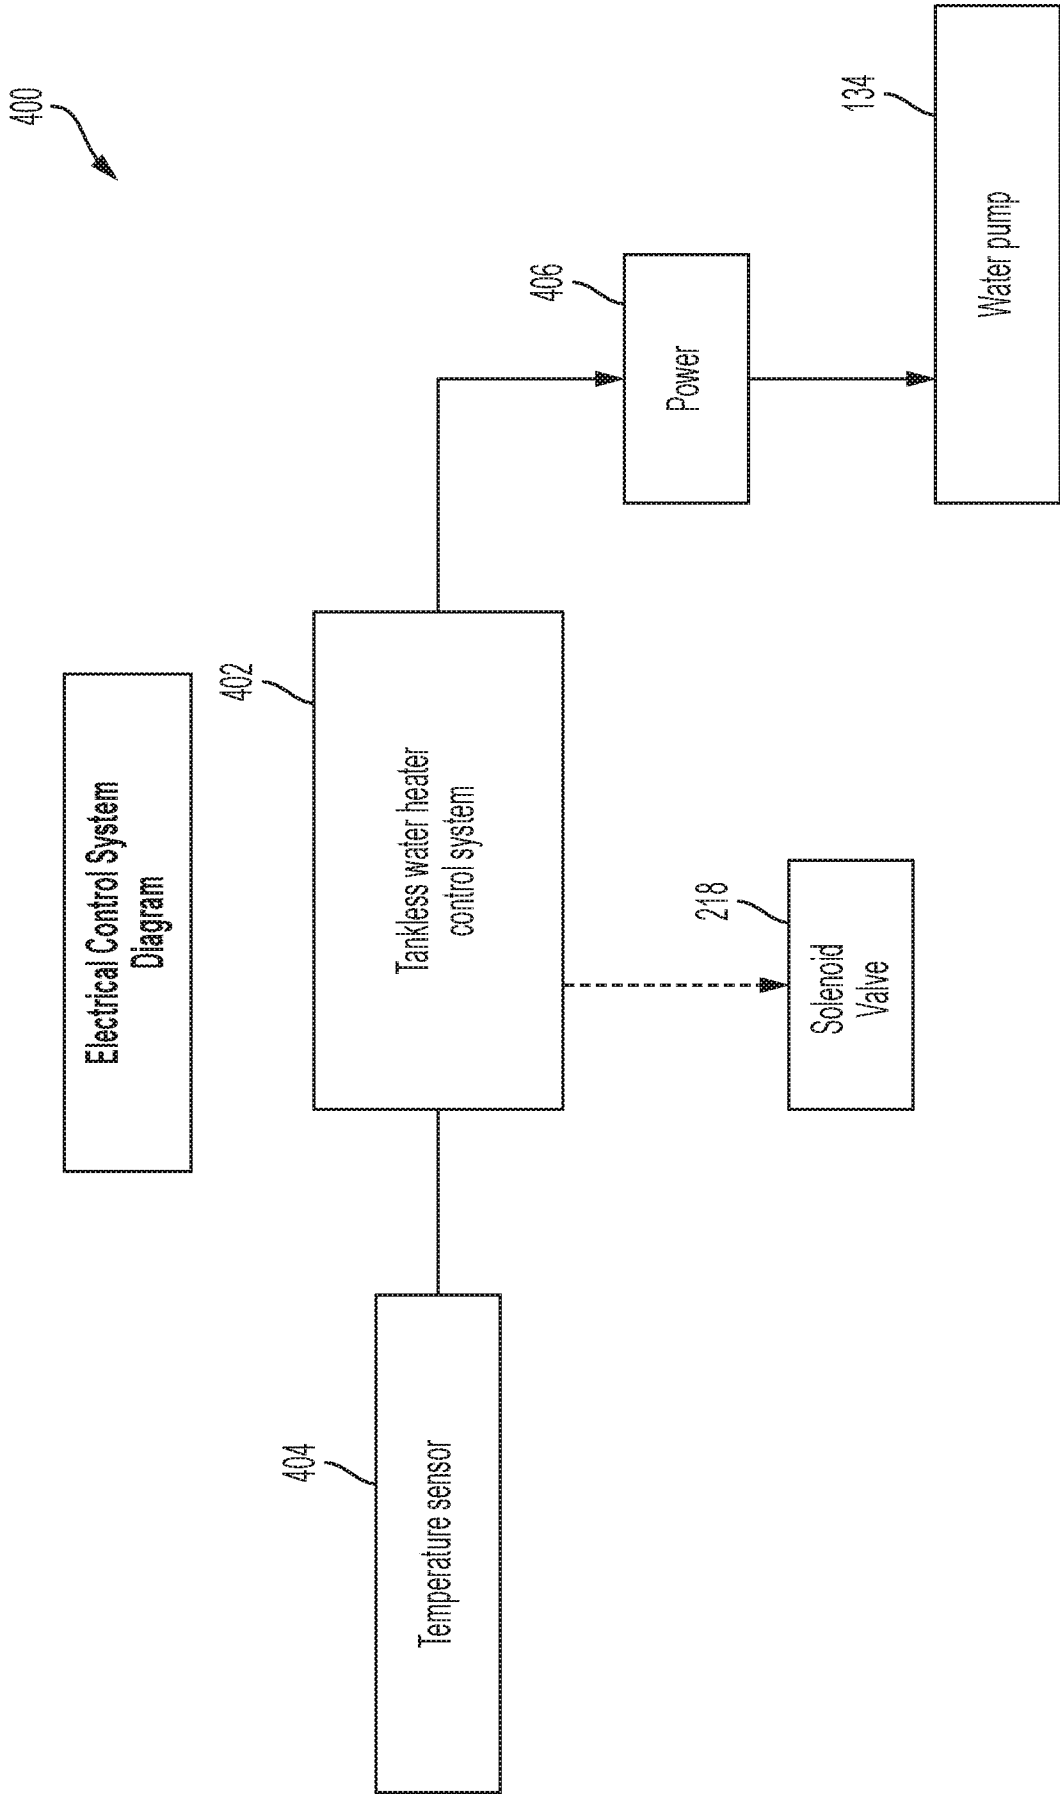 400
Electrical Control System
Diagram
402
Tankless water heater
control system
404
Temperature sensor
406
Power
218
Solenoid
Valve
134
Water pump